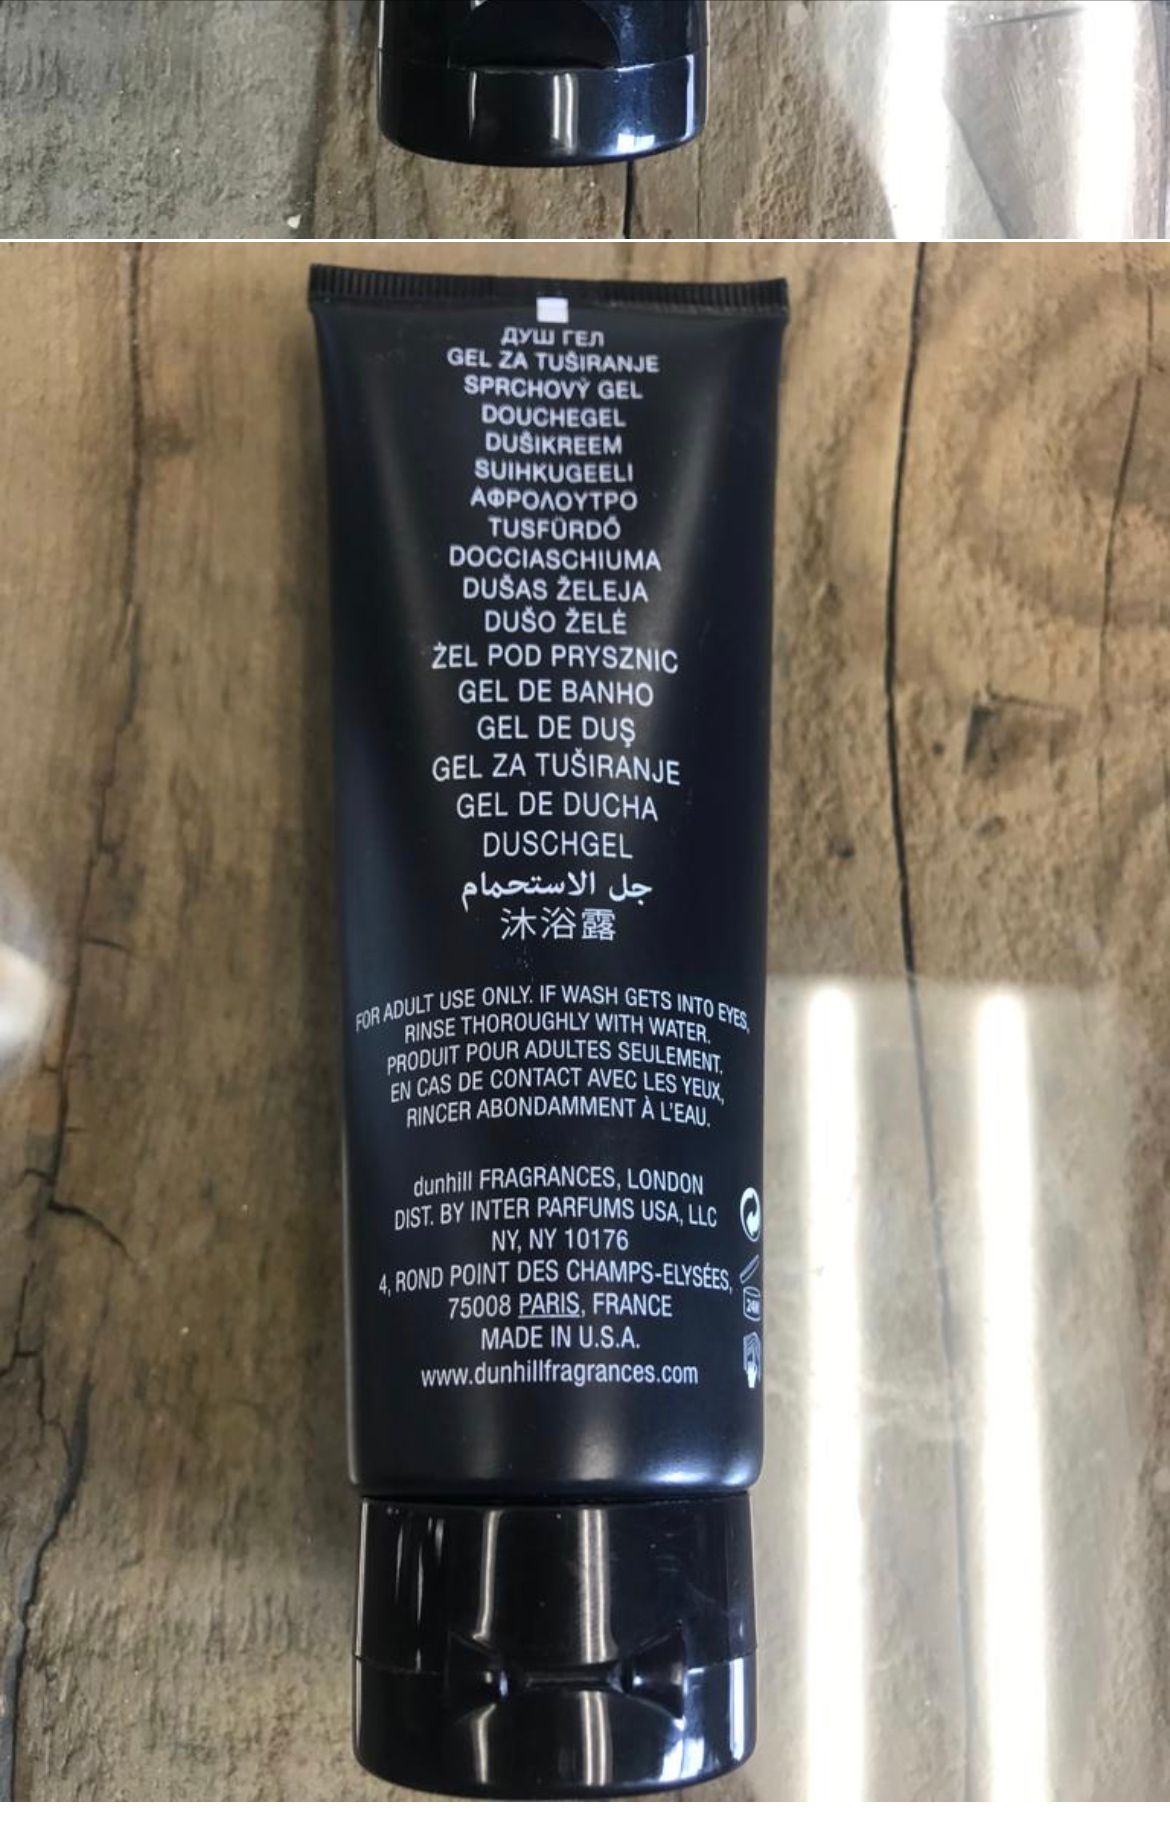 ДУШ ГЕЛ
GEL ZA TUŠIRANJE
SPRCHOVÝ GEL
DOUCHEGEL
DUŠIKREEM
SUIHKUGEELI
ΑΦΡΟΛΟΥΤΡΟ
TUSFÜRDŐ
DOCCIASCHIUMA
DUŠAS ŽELEJA
DUŠO ŽELĖ
ŻEL POD PRYSZNIC
GEL DE BANHO
GEL DE DUŞ
GEL ZA TUŠIRANJE
GEL DE DUCHA
DUSCHGEL
جل الاستحمام
沐浴露
FOR ADULT USE ONLY. IF WASH GETS INTO EYES,
RINSE THOROUGHLY WITH WATER.
PRODUIT POUR ADULTES SEULEMENT.
EN CAS DE CONTACT AVEC LES YEUX,
RINCER ABONDAMMENT À L'EAU.
dunhill FRAGRANCES, LONDON
DIST. BY INTER PARFUMS USA, LLC
NY, NY 10176
4, ROND POINT DES CHAMPS-ELYSÉES,
75008 PARIS, FRANCE
24M
MADE IN U.S.A.
www.dunhillfragrances.com